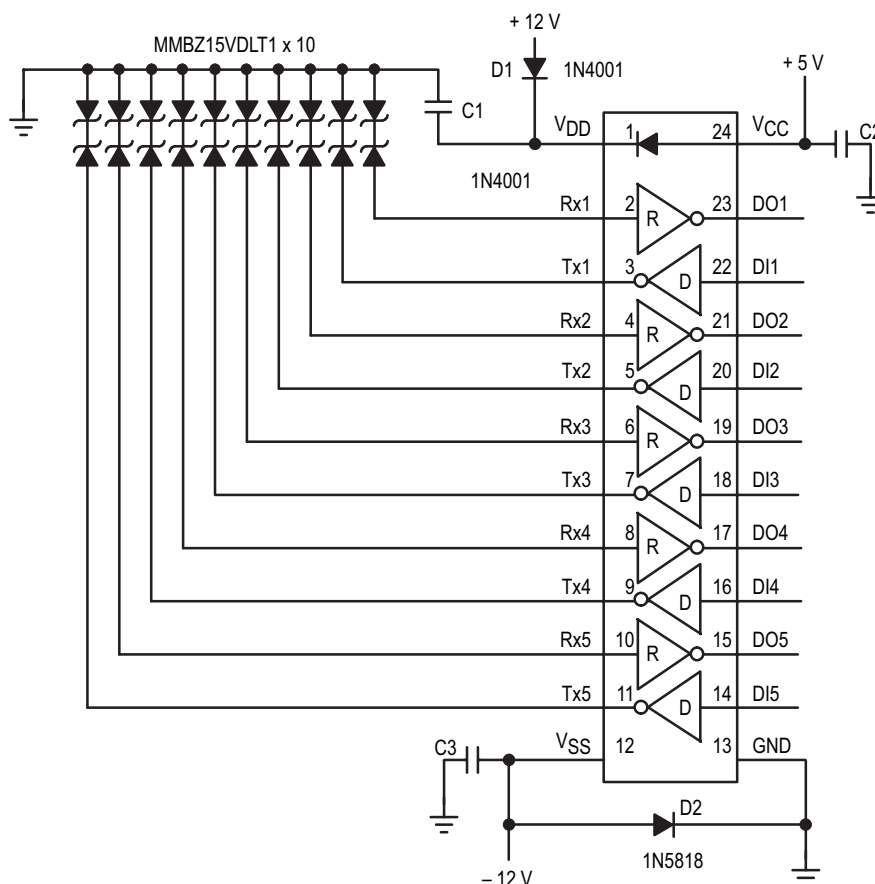 + 12 V
MMBZ15VDLT1 x 10
D1 1N4001
+ 5 V
C1
C2
VDD 1 24 VCC
1N4001
Rx1 2 R 23 DO1
Tx1 3 D 22 DI1
Rx2 4 R 21 DO2
Tx2 5 D 20 DI2
Rx3 6 R 19 DO3
Tx3 7 D 18 DI3
Rx4 8 R 17 DO4
Tx4 9 D 16 DI4
Rx5 10 R 15 DO5
Tx5 11 D 14 DI5
C3 VSS 12 13 GND
D2
1N5818
– 12 V